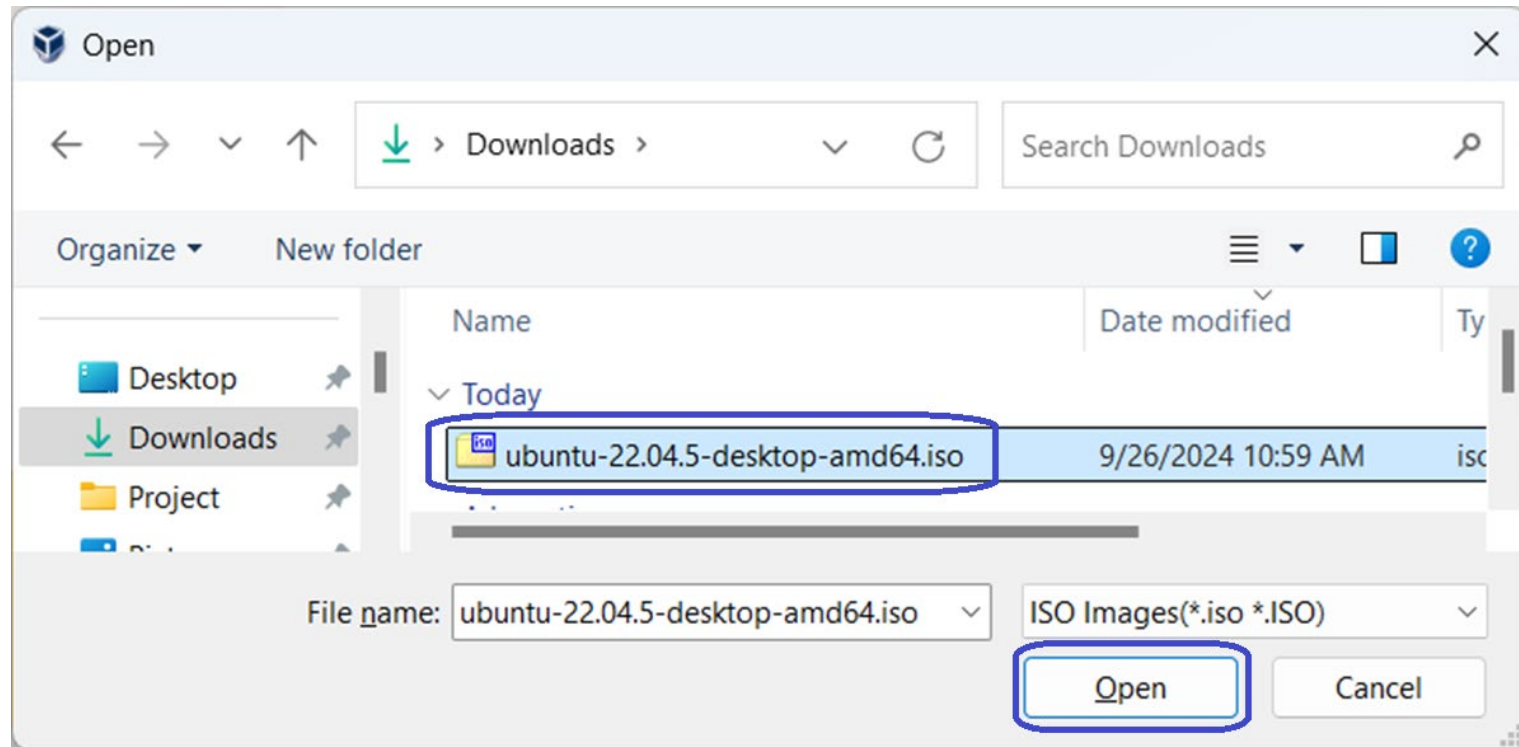 Open
Downloads
Search Downloads
Organize
New folder
Name
Date modified
Ty
Desktop
Today
Downloads
ubuntu-22.04.5-desktop-amd64.iso
9/26/2024 10:59 AM
isc
Project
File name:
ubuntu-22.04.5-desktop-amd64.iso
ISO Images(*.iso *.ISO)
Open
Cancel